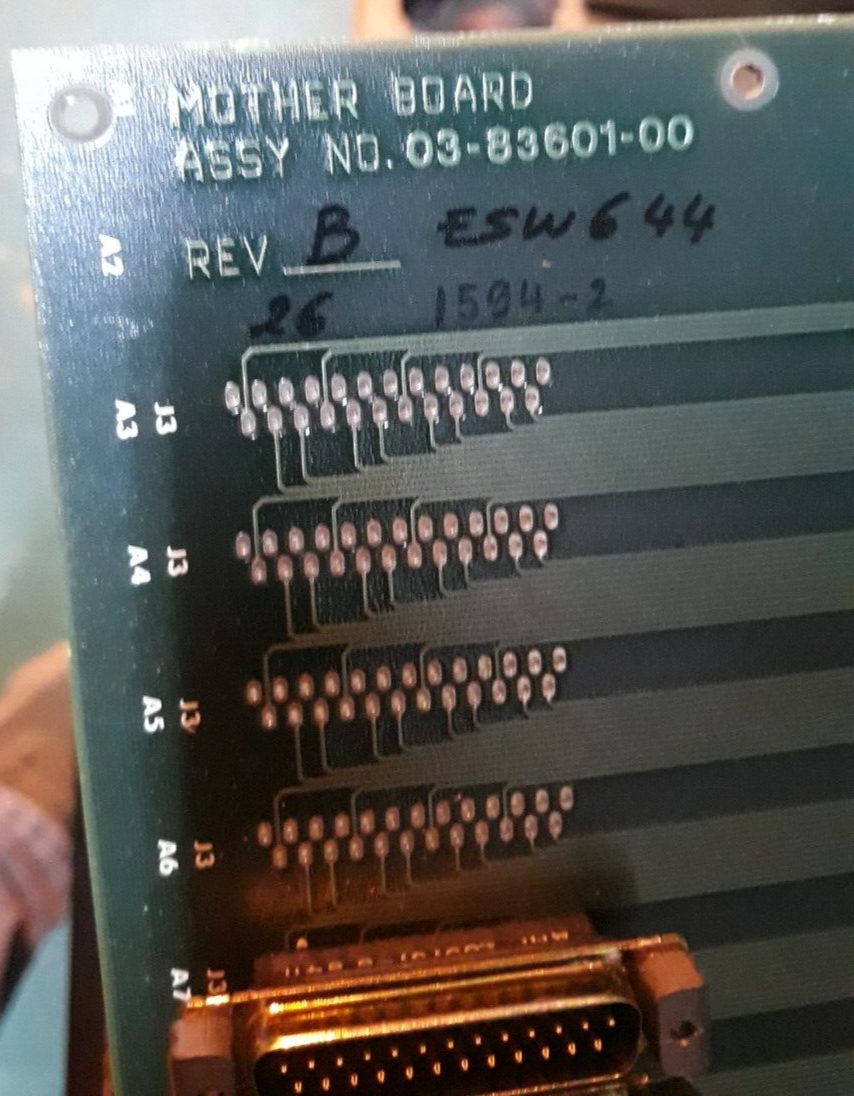 MOTHER BOARD
ASSY NO. 03-83601-00
REV B ESW644
26 1594-2
A2
A3 J3
A4 J3
A5 J3
A6 J3
A7 J3